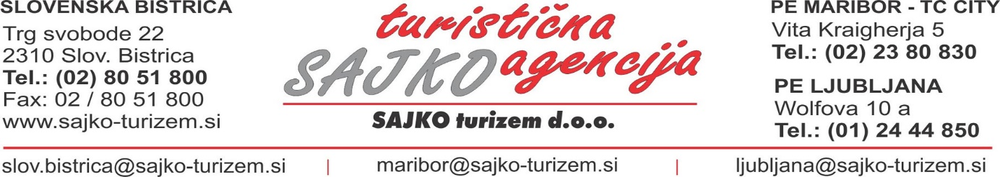 SLOVENSKA BISTRICA
Trg svobode 22
2310 Slov. Bistrica
Tel.: (02) 80 51 800
Fax: 02 / 80 51 800
www.sajko-turizem.si
turistična
SAJKO agencija
SAJKO turizem d.o.o.
PE MARIBOR - TC CITY
Vita Kraigherja 5
Tel.: (02) 23 80 830
PE LJUBLJANA
Wolfova 10 a
Tel.: (01) 24 44 850
slov.bistrica@sajko-turizem.si | maribor@sajko-turizem.si | ljubljana@sajko-turizem.si